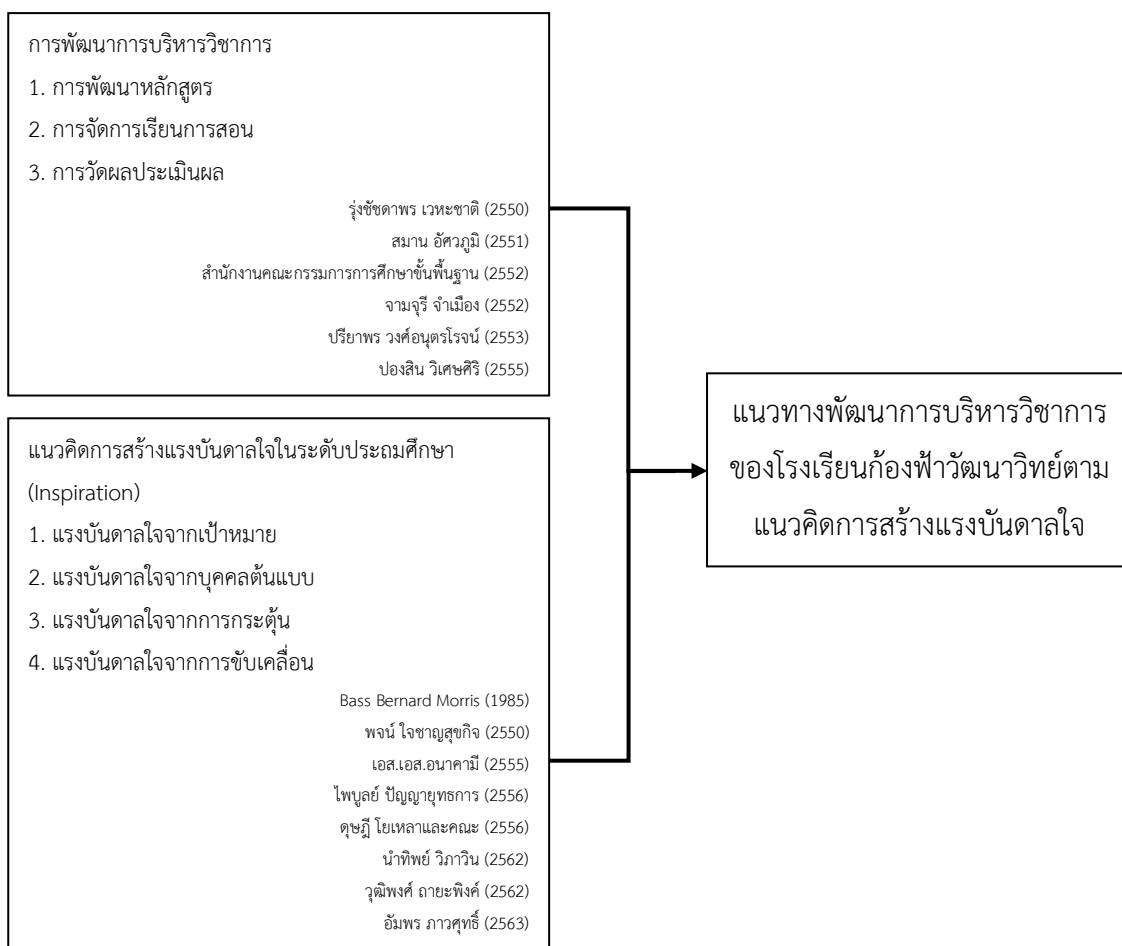 การพัฒนาการบริหารวิชาการ
1. การพัฒนาหลักสูตร
2. การจัดการเรียนการสอน
3. การวัดผลประเมินผล
รุ่งชัชดาพร เวหะชาติ (2550)
สมาน อัศวภูมิ (2551)
สำนักงานคณะกรรมการการศึกษาขั้นพื้นฐาน (2552)
จามจุรี จำเมือง (2552)
ปรียาพร วงศ์อนุตรโรจน์ (2553)
ปองสิน วิเศษศิริ (2555)
แนวคิดการสร้างแรงบันดาลใจในระดับประถมศึกษา
(Inspiration)
1. แรงบันดาลใจจากเป้าหมาย
2. แรงบันดาลใจจากบุคคลต้นแบบ
3. แรงบันดาลใจจากการกระตุ้น
4. แรงบันดาลใจจากการขับเคลื่อน
Bass Bernard Morris (1985)
พจน์ ใจชาญสุขกิจ (2550)
เอส.เอส.อนาคามี (2555)
ไพบูลย์ ปัญญายุทธการ (2556)
ดุษฎี โยเหลาและคณะ (2556)
นำทิพย์ วิภาวิน (2562)
วุฒิพงศ์ ถายะพิงค์ (2562)
อัมพร ภาวศุทธิ์ (2563)
แนวทางพัฒนาการบริหารวิชาการ
ของโรงเรียนก้องฟ้าวัฒนาวิทย์ตาม
แนวคิดการสร้างแรงบันดาลใจ